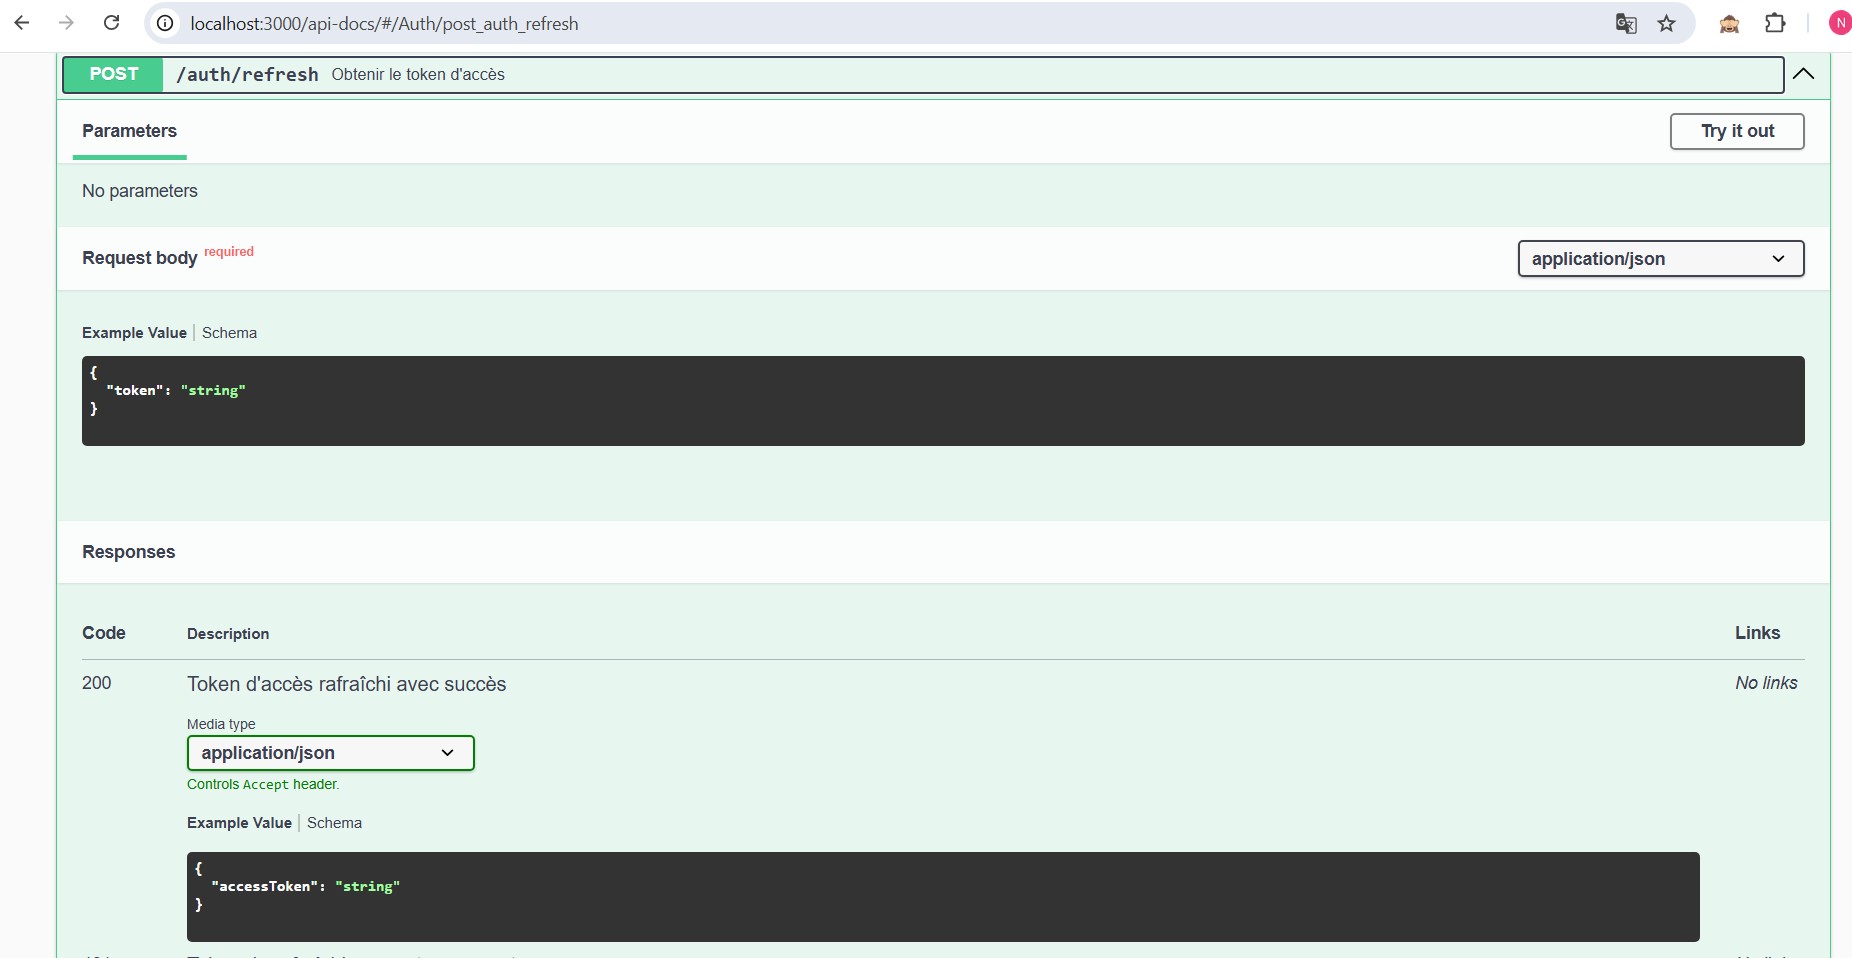 localhost:3000/api-docs/#/Auth/post_auth_refresh
N
POST /auth/refresh Obtenir le token d'accès
Parameters
Try it out
No parameters
Request body required
application/json
Example Value | Schema
{
"token": "string"
}
Responses
Code Description Links
200 Token d'accès rafraîchi avec succès No links
Media type
application/json
Controls Accept header.
Example Value | Schema
{
"accessToken": "string"
}